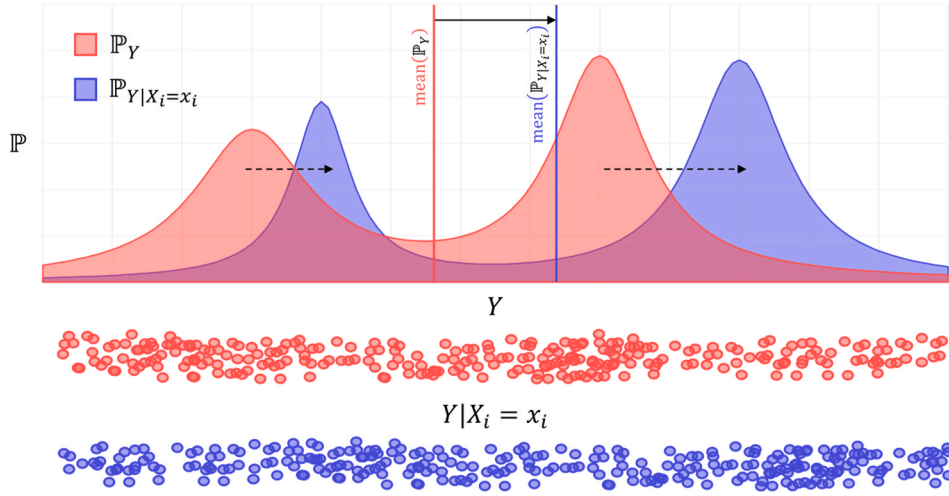 ℙ_Y
ℙ_{Y|X_i=x_i}
mean(ℙ_Y)
mean(ℙ_{Y|X_i=x_i})
ℙ
Y
Y|X_i = x_i